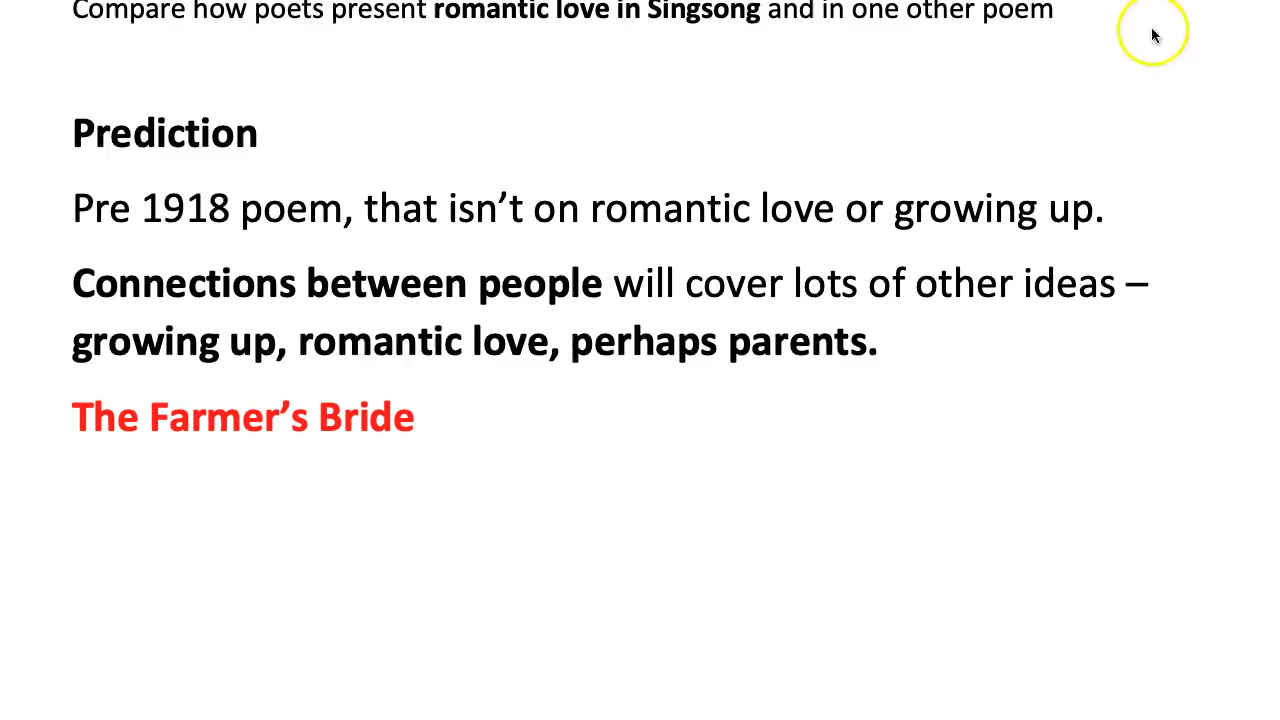 Compare how poets present romantic love in Singsong and in one other poem
Prediction
Pre 1918 poem, that isn’t on romantic love or growing up.
Connections between people will cover lots of other ideas –
growing up, romantic love, perhaps parents.
The Farmer’s Bride